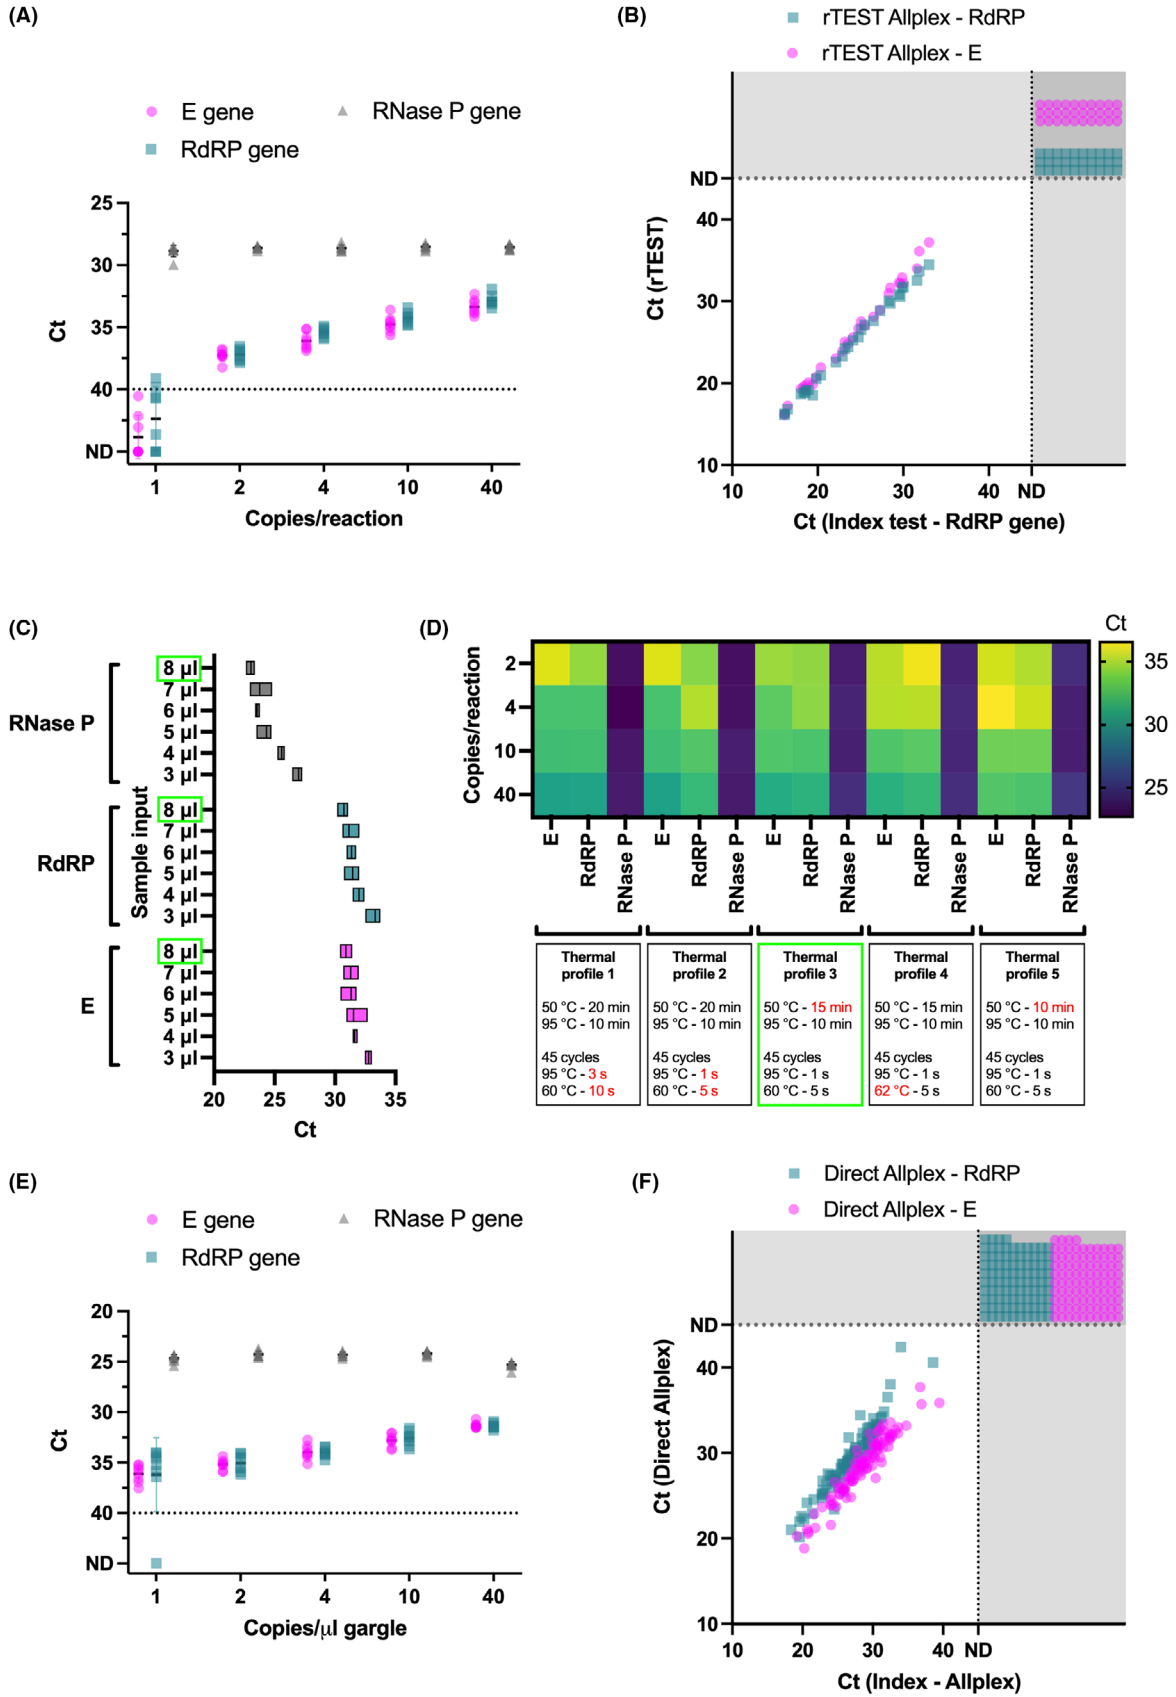 (A)
E gene
RNase P gene
RdRP gene
25
30
35
40
ND
Ct
1 2 4 10 40
Copies/reaction
(B)
rTEST Allplex - RdRP
rTEST Allplex - E
ND
40
30
20
10
Ct (rTEST)
10 20 30 40 ND
Ct (Index test - RdRP gene)
(C)
RNase P
8 µl
7 µl
6 µl
5 µl
4 µl
3 µl
RdRP
8 µl
7 µl
6 µl
5 µl
4 µl
3 µl
E
8 µl
7 µl
6 µl
5 µl
4 µl
3 µl
Sample input
20 25 30 35
Ct
(D)
Ct
35
30
25
Copies/reaction
2
4
10
40
E RdRP RNase P E RdRP RNase P E RdRP RNase P E RdRP RNase P E RdRP RNase P
Thermal
profile 1
50 °C - 20 min
95 °C - 10 min
45 cycles
95 °C - 3 s
60 °C - 10 s
Thermal
profile 2
50 °C - 20 min
95 °C - 10 min
45 cycles
95 °C - 1 s
60 °C - 5 s
Thermal
profile 3
50 °C - 15 min
95 °C - 10 min
45 cycles
95 °C - 1 s
60 °C - 5 s
Thermal
profile 4
50 °C - 15 min
95 °C - 10 min
45 cycles
95 °C - 1 s
62 °C - 5 s
Thermal
profile 5
50 °C - 10 min
95 °C - 10 min
45 cycles
95 °C - 1 s
60 °C - 5 s
(E)
E gene
RNase P gene
RdRP gene
20
25
30
35
40
ND
Ct
1 2 4 10 40
Copies/µl gargle
(F)
Direct Allplex - RdRP
Direct Allplex - E
ND
40
30
20
10
Ct (Direct Allplex)
10 20 30 40 ND
Ct (Index - Allplex)